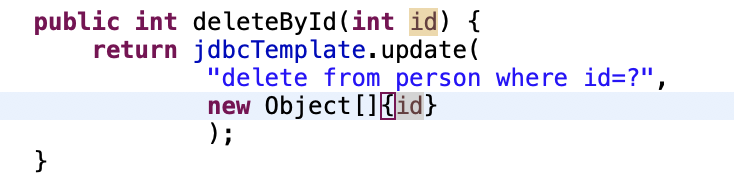 public int deleteById(int id) {
return jdbcTemplate.update(
"delete from person where id=?",
new Object[]{id}
);
}